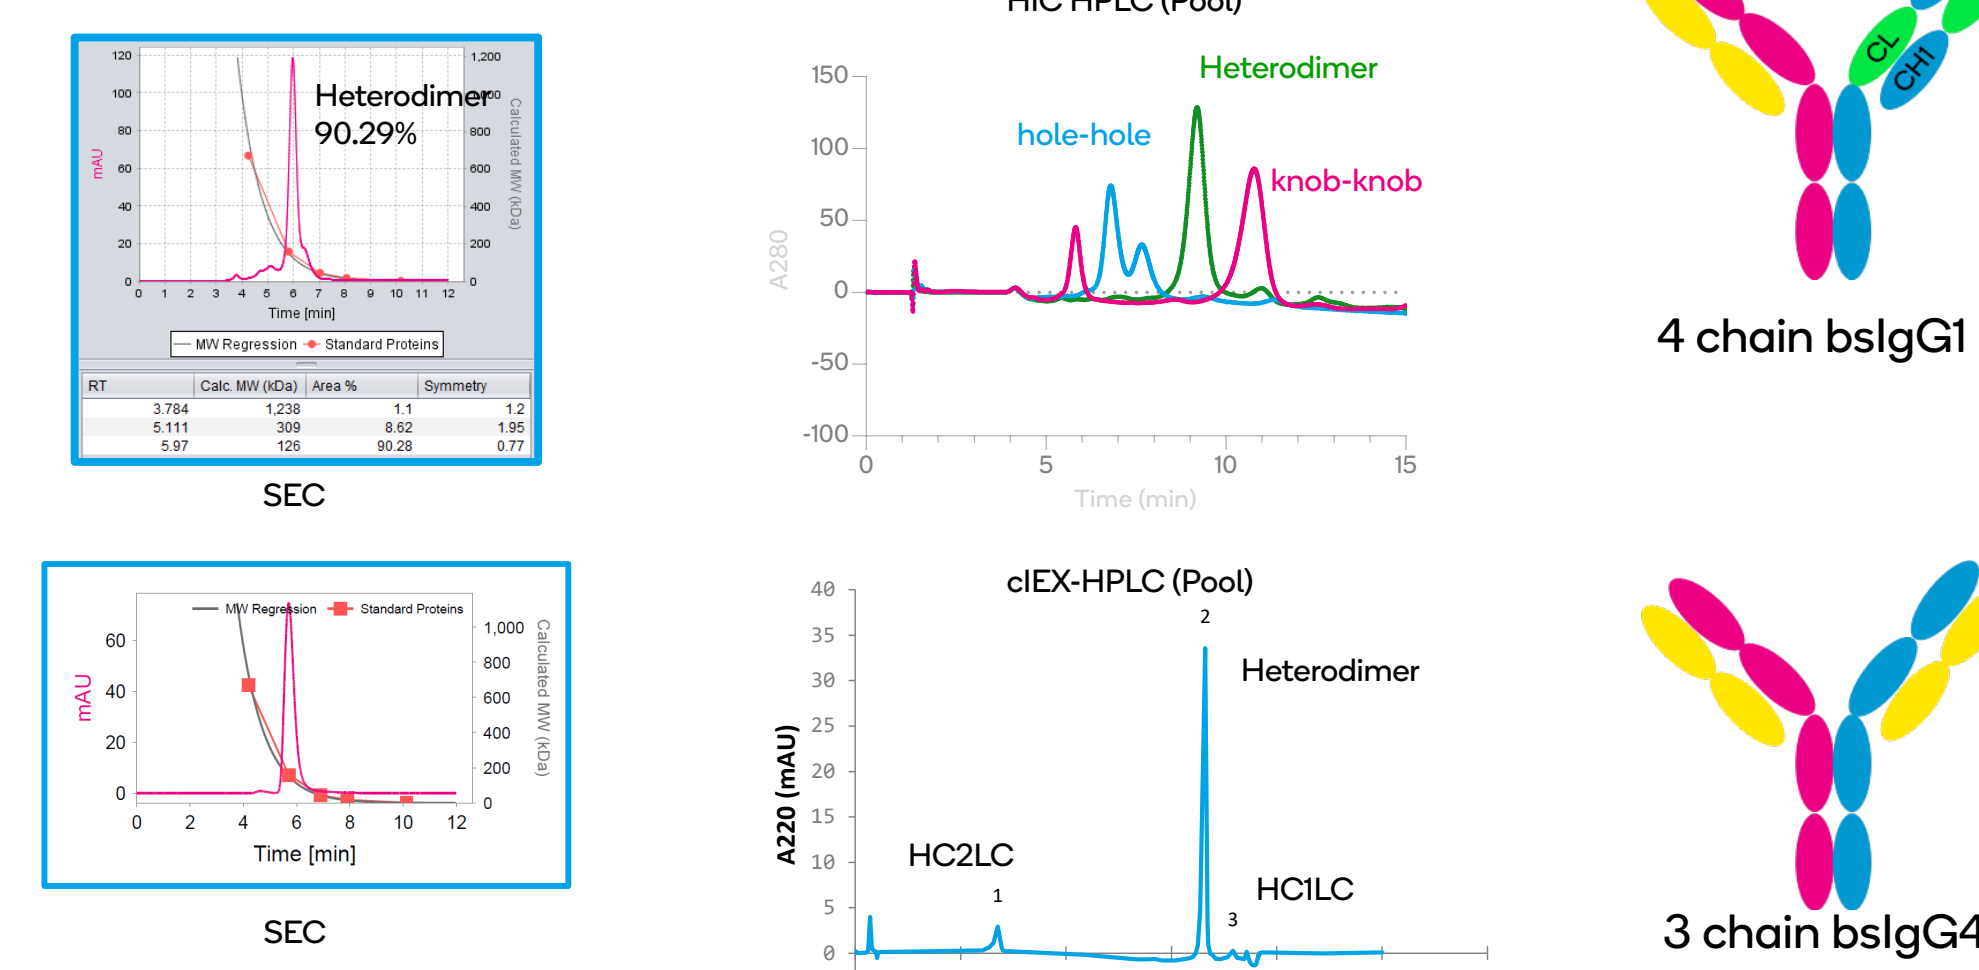 HIC HPLC (Pool)
120
100
80
60
40
20
0
mAU
1,200
1,000
800
600
400
200
0
Calculated MW (kDa)
Heterodimer
90.29%
0 1 2 3 4 5 6 7 8 9 10 11 12
Time [min]
MW Regression Standard Proteins
RT Calc. MW (kDa) Area % Symmetry
3.784 1,238 1.1 1.2
5.111 309 8.62 1.95
5.97 126 90.28 0.77
SEC
150
100
50
0
-50
-100
A280
Heterodimer
hole-hole
knob-knob
0 5 10 15
Time (min)
CL
CH1
4 chain bsIgG1
MW Regression Standard Proteins
60
40
20
0
mAU
1,000
800
600
400
200
0
Calculated MW (kDa)
0 2 4 6 8 10 12
Time [min]
SEC
cIEX-HPLC (Pool)
40
35
30
25
20
15
10
5
0
A220 (mAU)
2
Heterodimer
HC2LC
1
HC1LC
3
3 chain bsIgG4